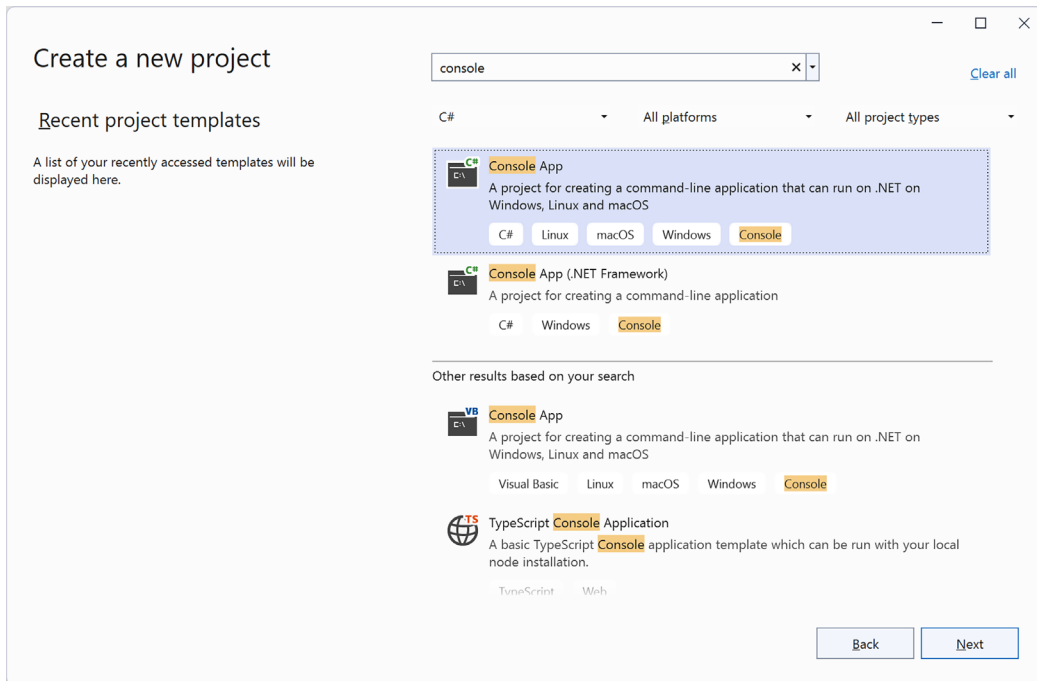 Create a new project
console
Clear all
Recent project templates
C#
All platforms
All project types
A list of your recently accessed templates will be
displayed here.
C#
E:\
Console App
A project for creating a command-line application that can run on .NET on
Windows, Linux and macOS
C# Linux macOS Windows Console
C#
E:\
Console App (.NET Framework)
A project for creating a command-line application
C# Windows Console
Other results based on your search
VB
E:\
Console App
A project for creating a command-line application that can run on .NET on
Windows, Linux and macOS
Visual Basic Linux macOS Windows Console
TS
TypeScript Console Application
A basic TypeScript Console application template which can be run with your local
node installation.
TypeScript Web
Back
Next